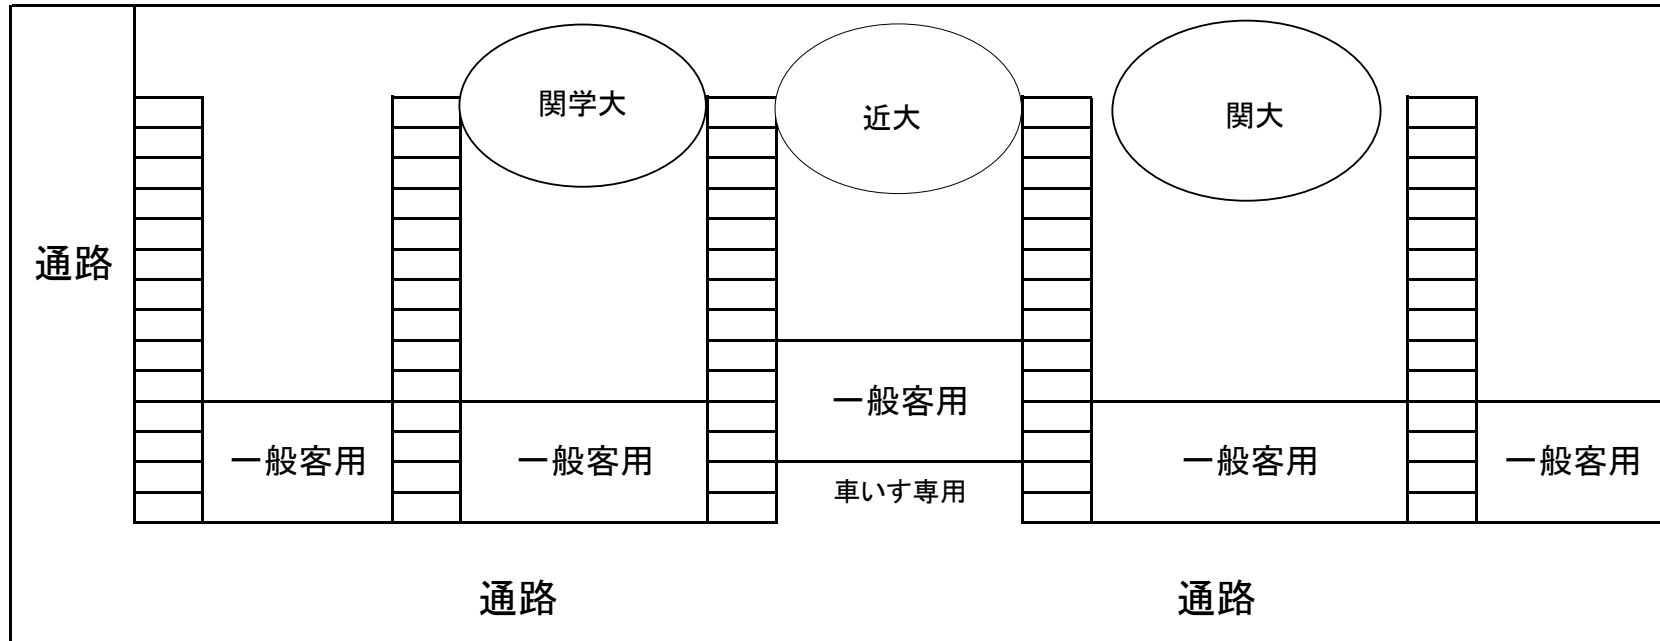 関学大
近大
関大
通路
一般客用
一般客用
一般客用
一般客用
一般客用
車いす専用
通路
通路